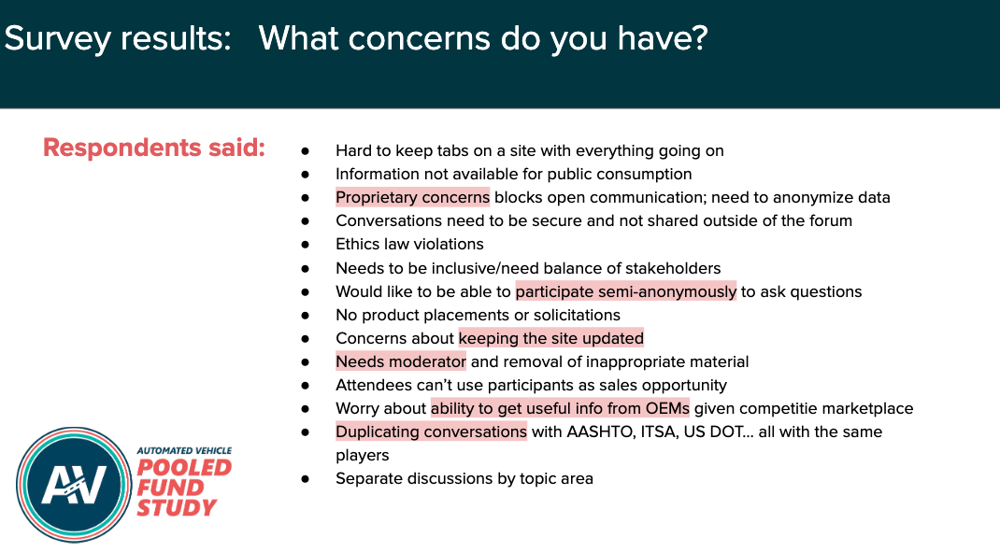 Survey results: What concerns do you have?
Respondents said:
● Hard to keep tabs on a site with everything going on
● Information not available for public consumption
● Proprietary concerns blocks open communication; need to anonymize data
● Conversations need to be secure and not shared outside of the forum
● Ethics law violations
● Needs to be inclusive/need balance of stakeholders
● Would like to be able to participate semi-anonymously to ask questions
● No product placements or solicitations
● Concerns about keeping the site updated
● Needs moderator and removal of inappropriate material
● Attendees can’t use participants as sales opportunity
● Worry about ability to get useful info from OEMs given competitie marketplace
● Duplicating conversations with AASHTO, ITSA, US DOT... all with the same
players
● Separate discussions by topic area
AV
AUTOMATED VEHICLE
POOLED
FUND
STUDY